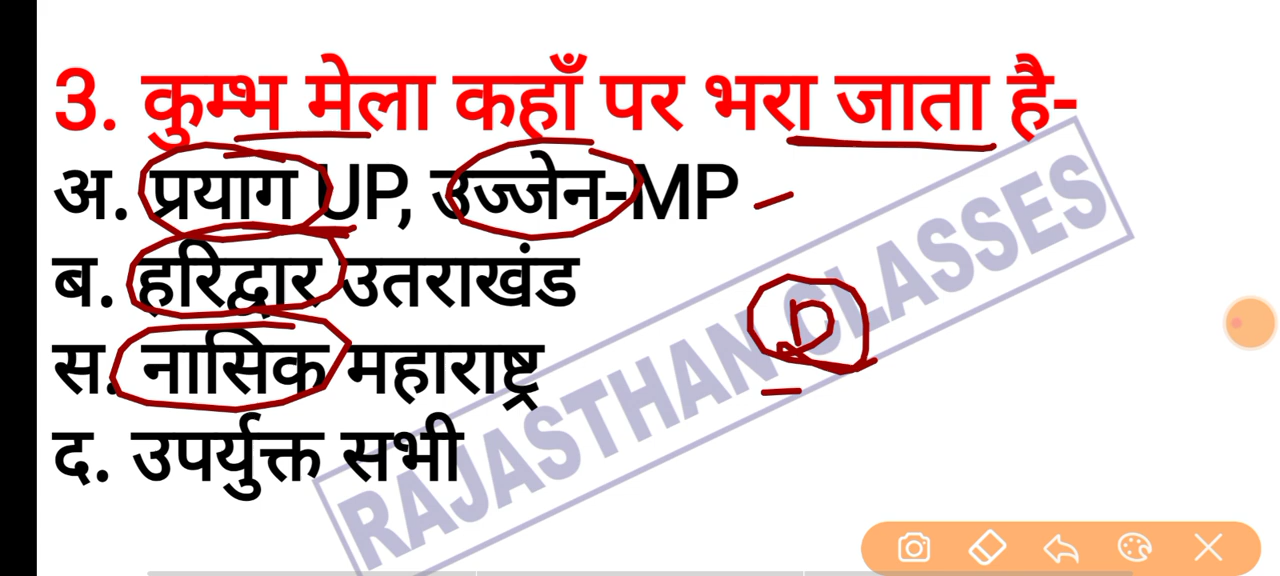 3. कुम्भ मेला कहाँ पर भरा जाता है-
अ. प्रयाग UP, उज्जेन-MP
ब. हरिद्वार उतराखंड
स. नासिक महाराष्ट्र
द. उपर्युक्त सभी
D
RAJASTHAN CLASSES